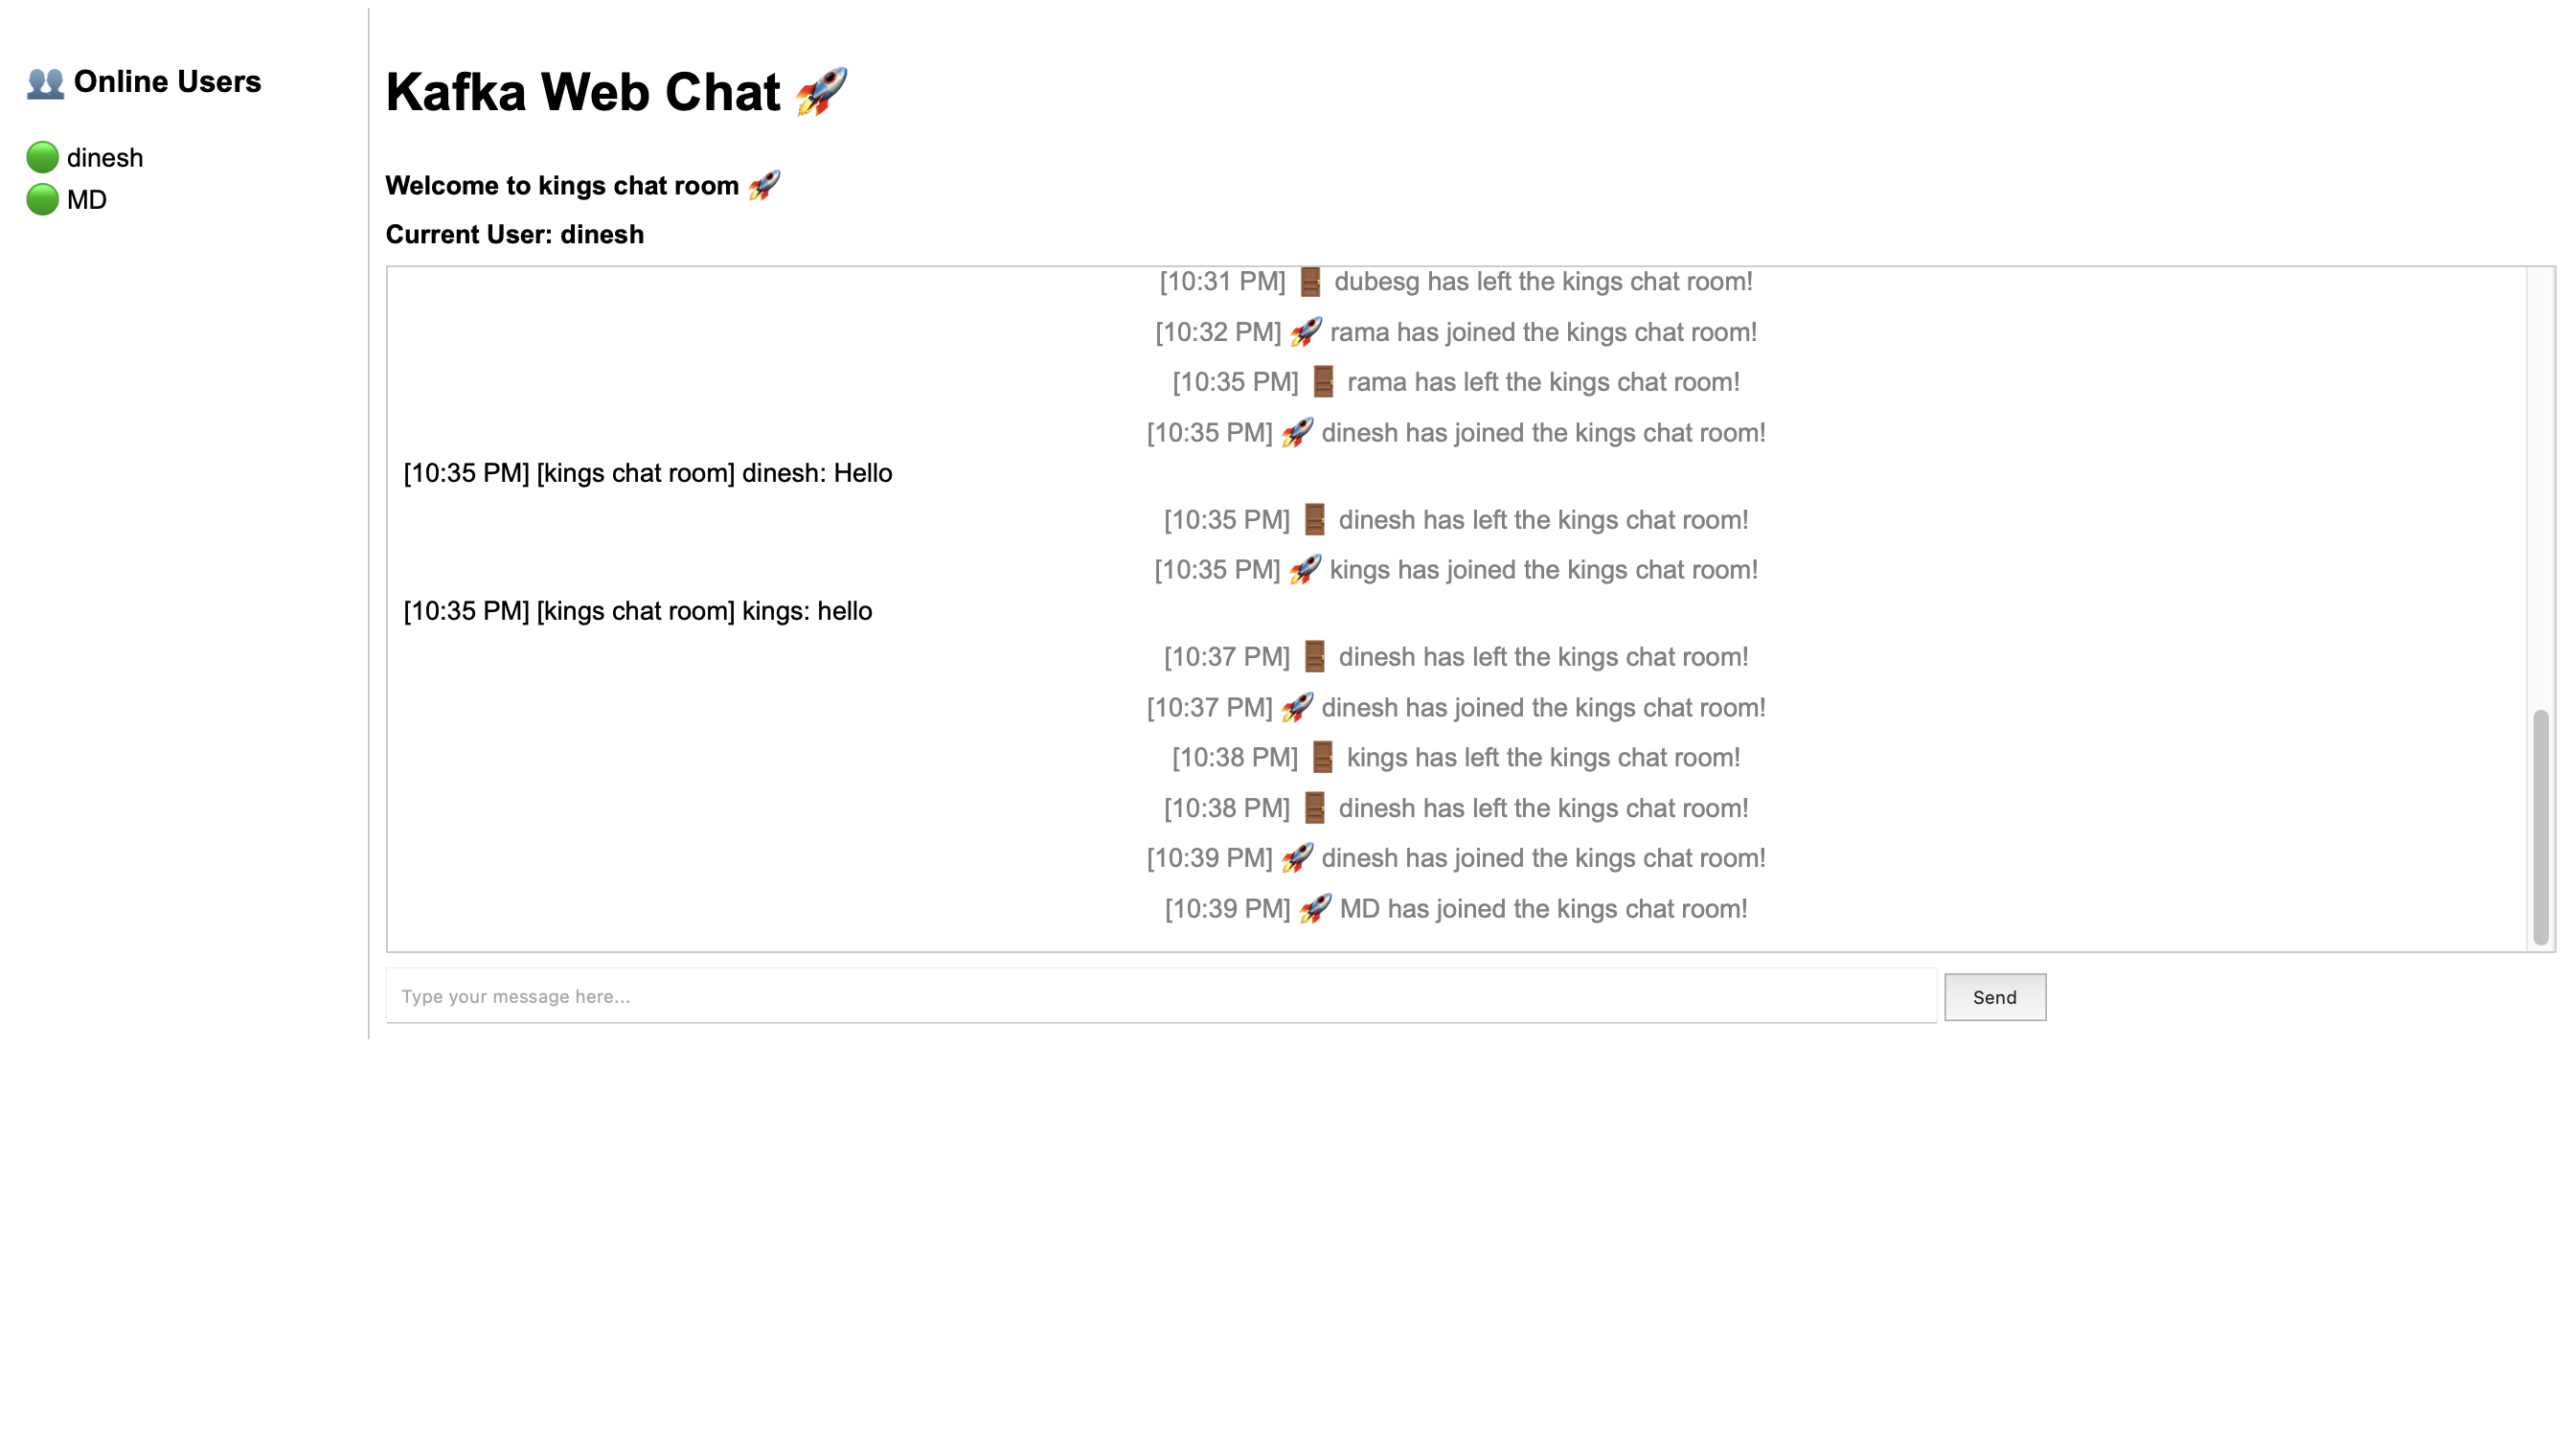 👥 Online Users
🟢 dinesh
🟢 MD
Kafka Web Chat 🚀
Welcome to kings chat room 🚀
Current User: dinesh
[10:31 PM] 🚪 dubesg has left the kings chat room!
[10:32 PM] 🚀 rama has joined the kings chat room!
[10:35 PM] 🚪 rama has left the kings chat room!
[10:35 PM] 🚀 dinesh has joined the kings chat room!
[10:35 PM] [kings chat room] dinesh: Hello
[10:35 PM] 🚪 dinesh has left the kings chat room!
[10:35 PM] 🚀 kings has joined the kings chat room!
[10:35 PM] [kings chat room] kings: hello
[10:37 PM] 🚪 dinesh has left the kings chat room!
[10:37 PM] 🚀 dinesh has joined the kings chat room!
[10:38 PM] 🚪 kings has left the kings chat room!
[10:38 PM] 🚪 dinesh has left the kings chat room!
[10:39 PM] 🚀 dinesh has joined the kings chat room!
[10:39 PM] 🚀 MD has joined the kings chat room!
Type your message here...
Send